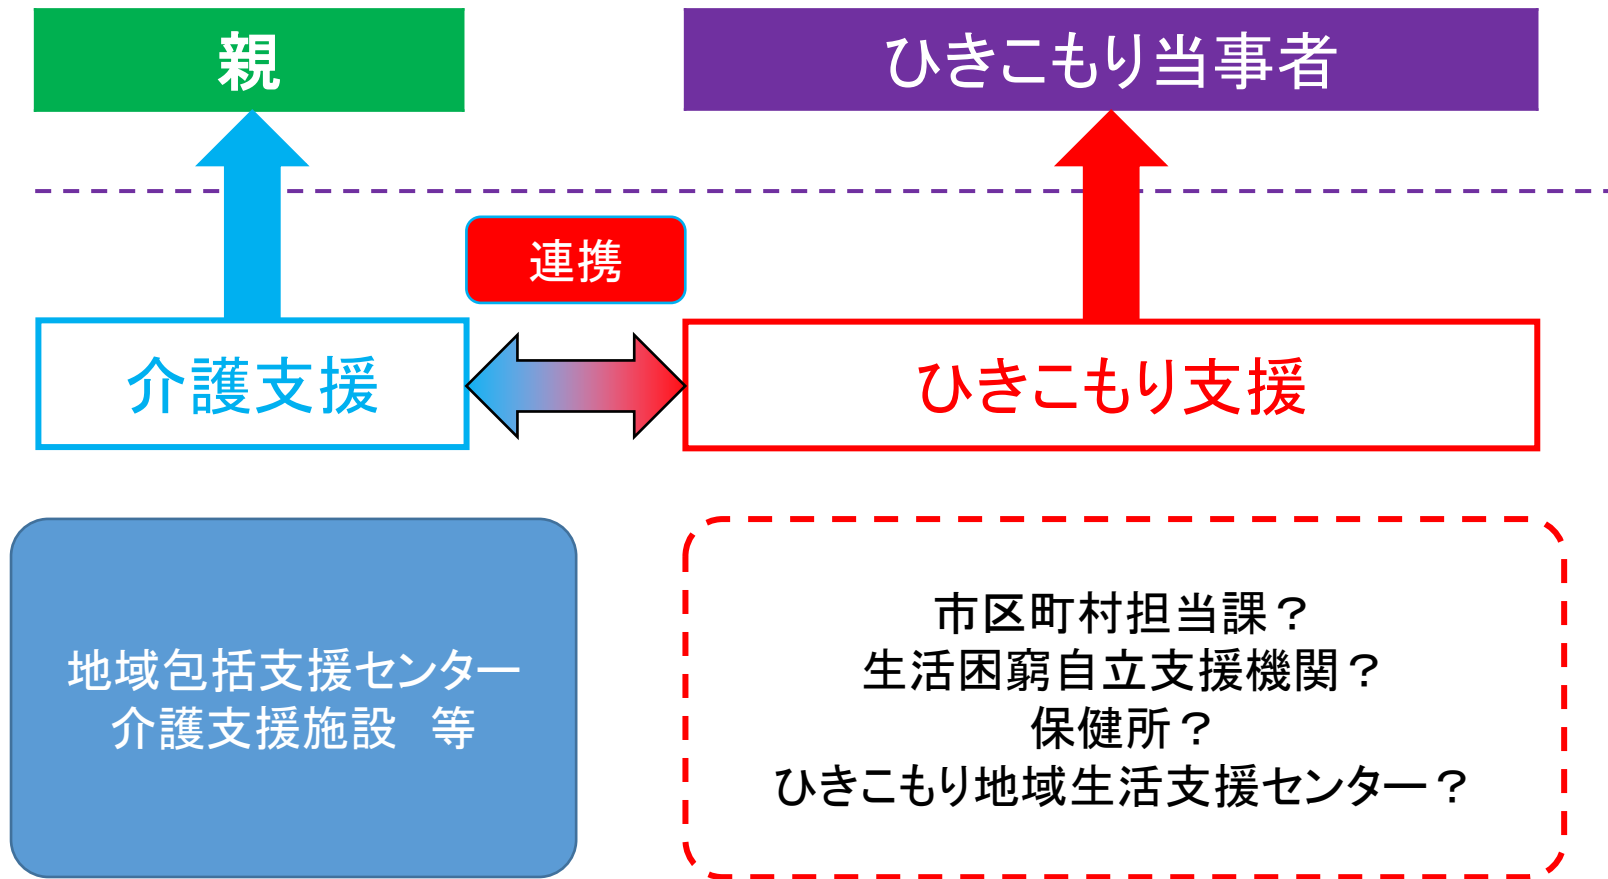 親
ひきこもり当事者
連携
介護支援
ひきこもり支援
地域包括支援センター
介護支援施設　等
市区町村担当課？
生活困窮自立支援機関？
保健所？
ひきこもり地域生活支援センター？